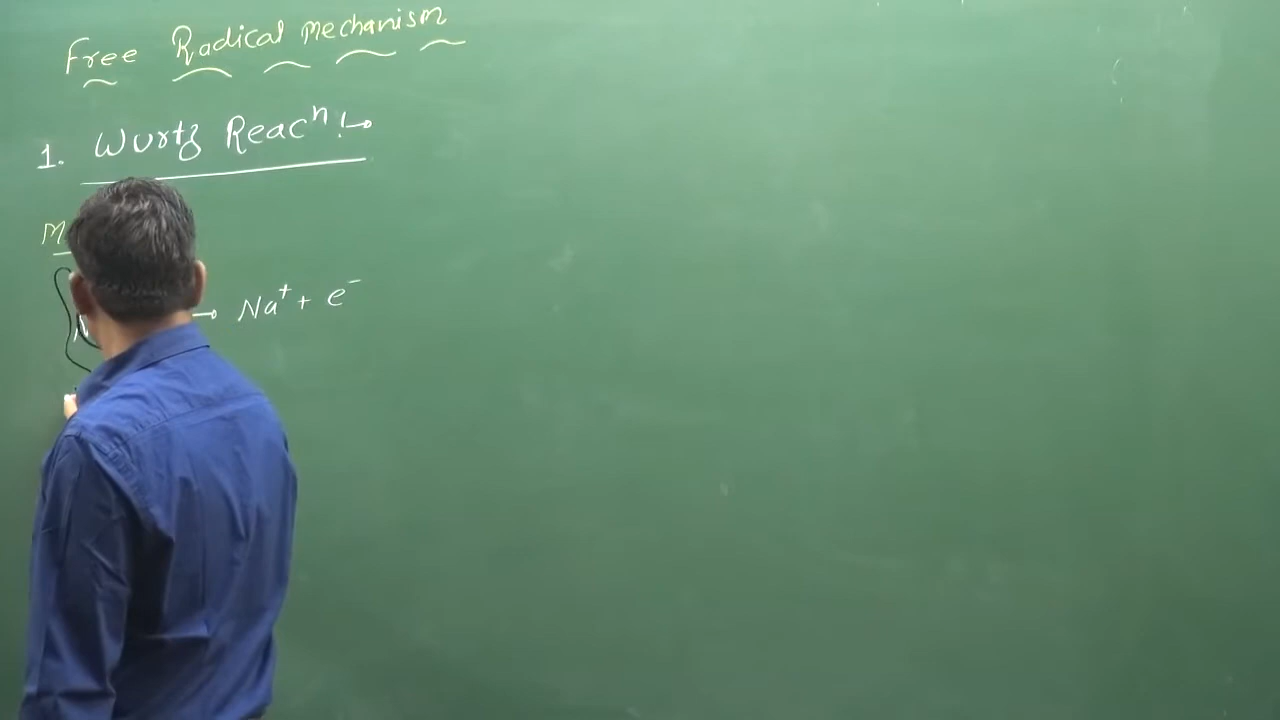 Free Radical Mechanism
1. Wurtz Reacⁿ :→
M
N → Na⁺ + e⁻